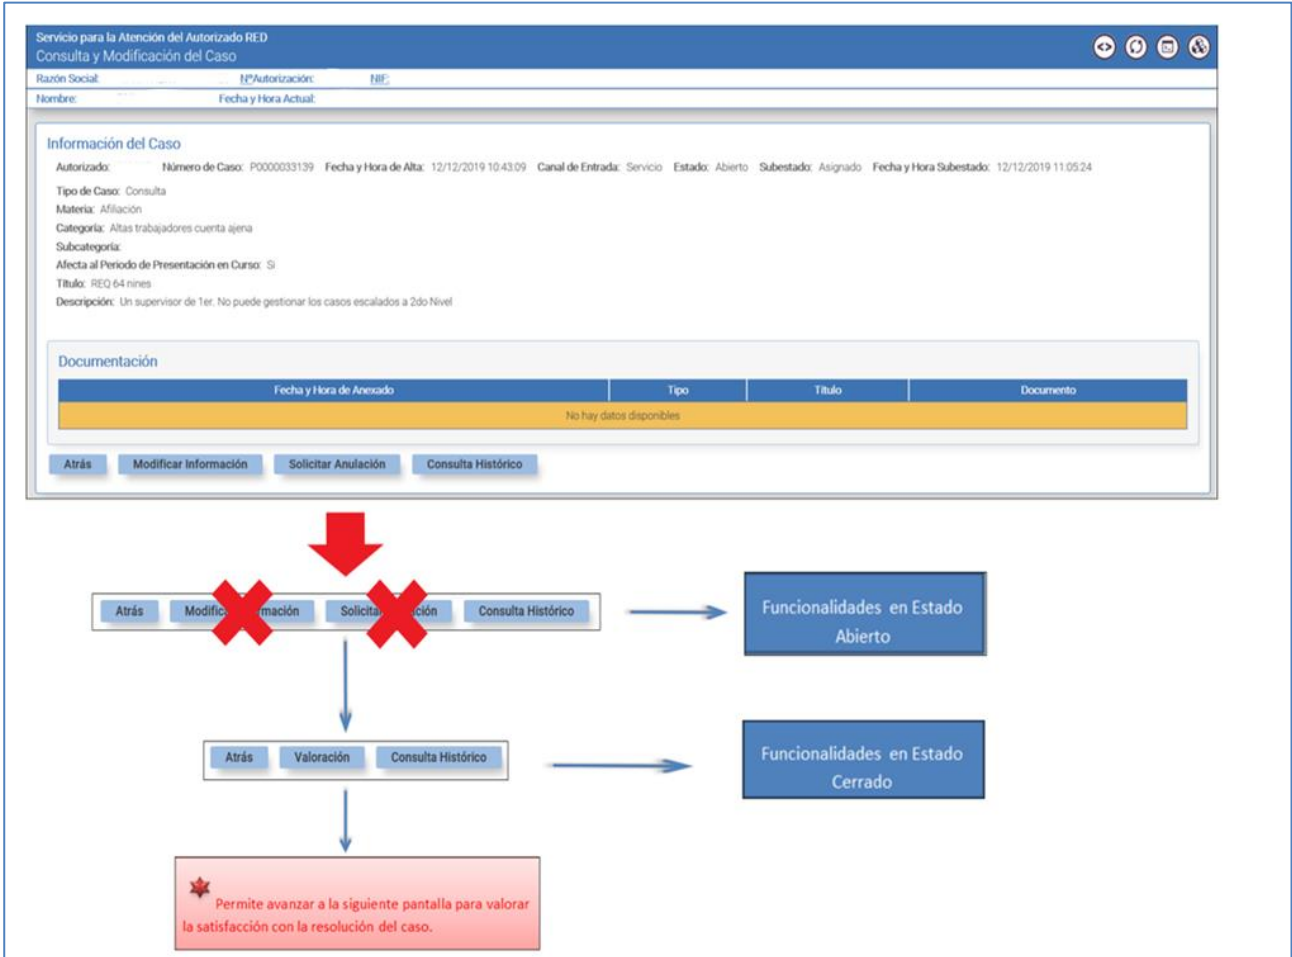 Servicio para la Atención del Autorizado RED
Consulta y Modificación del Caso
Razón Social: NºAutorización: NIF:
Nombre: Fecha y Hora Actual:
Información del Caso
Autorizado: Número de Caso: P0000033139 Fecha y Hora de Alta: 12/12/2019 10:43:09 Canal de Entrada: Servicio Estado: Abierto Subestado: Asignado Fecha y Hora Subestado: 12/12/2019 11:05:24
Tipo de Caso: Consulta
Materia: Afiliación
Categoría: Altas trabajadores cuenta ajena
Subcategoría:
Afecta al Periodo de Presentación en Curso: Si
Título: REQ 64 nines
Descripción: Un supervisor de 1er. No puede gestionar los casos escalados a 2do Nivel
Documentación
Fecha y Hora de Anexado Tipo Título Documento
No hay datos disponibles
Atrás Modificar Información Solicitar Anulación Consulta Histórico
Atrás Modific rmación Solicita ción Consulta Histórico
Funcionalidades en Estado
Abierto
Atrás Valoración Consulta Histórico
Funcionalidades en Estado
Cerrado
Permite avanzar a la siguiente pantalla para valorar
la satisfacción con la resolución del caso.